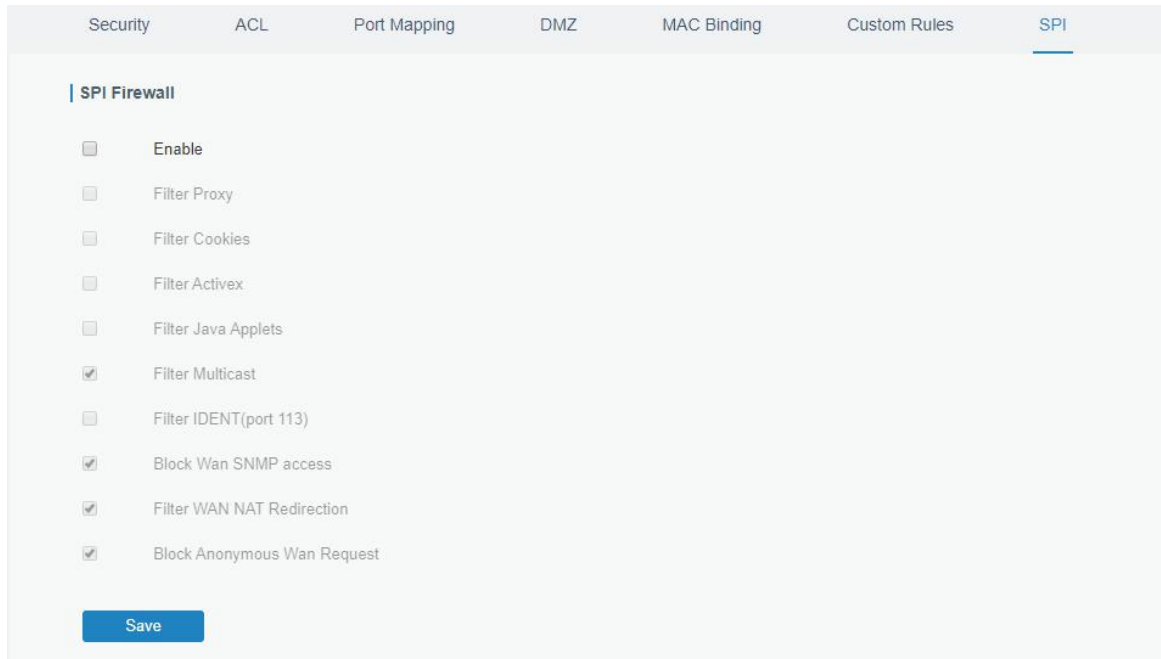 Security ACL Port Mapping DMZ MAC Binding Custom Rules SPI
SPI Firewall
Enable
Filter Proxy
Filter Cookies
Filter Activex
Filter Java Applets
Filter Multicast
Filter IDENT(port 113)
Block Wan SNMP access
Filter WAN NAT Redirection
Block Anonymous Wan Request
Save